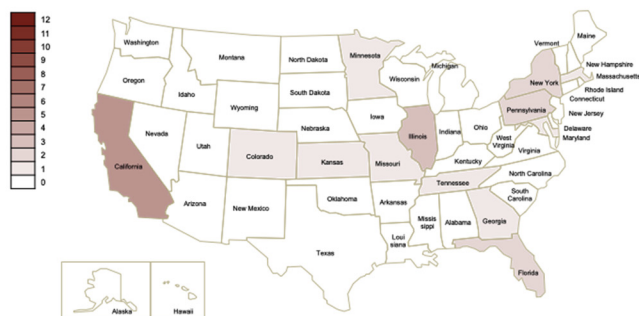 12
11
10
9
8
7
6
5
4
3
2
1
0
Washington
Oregon
California
Nevada
Idaho
Montana
Wyoming
Utah
Arizona
Colorado
New Mexico
North Dakota
South Dakota
Nebraska
Kansas
Oklahoma
Texas
Minnesota
Iowa
Missouri
Arkansas
Loui
siana
Wisconsin
Illinois
Michigan
Indiana
Ohio
Kentucky
Tennessee
Missis
sippi
Alabama
Georgia
Florida
South
Carolina
North Carolina
Virginia
West
Virginia
Pennsylvania
New York
Vermont
Maine
New Hampshire
Massachusetts
Rhode Island
Connecticut
New Jersey
Delaware
Maryland
Alaska
Hawaii